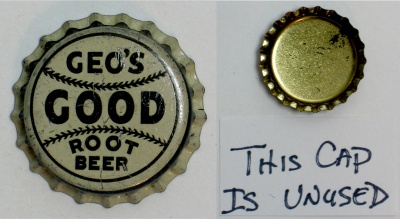 GEO'S
GOOD
ROOT
BEER
THIS CAP
IS UNUSED